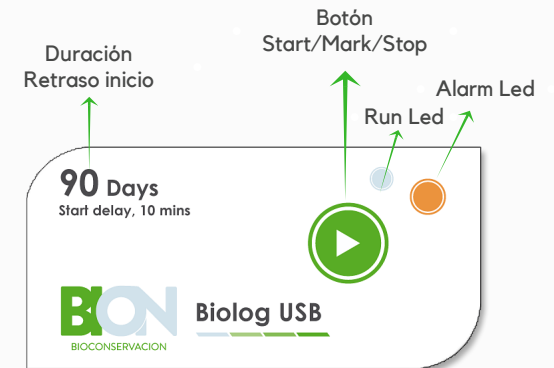 Botón
Start/Mark/Stop
Duración
Retraso inicio
Alarm Led
Run Led
90 Days
Start delay, 10 mins
BION
BIOCONSERVACION
Biolog USB